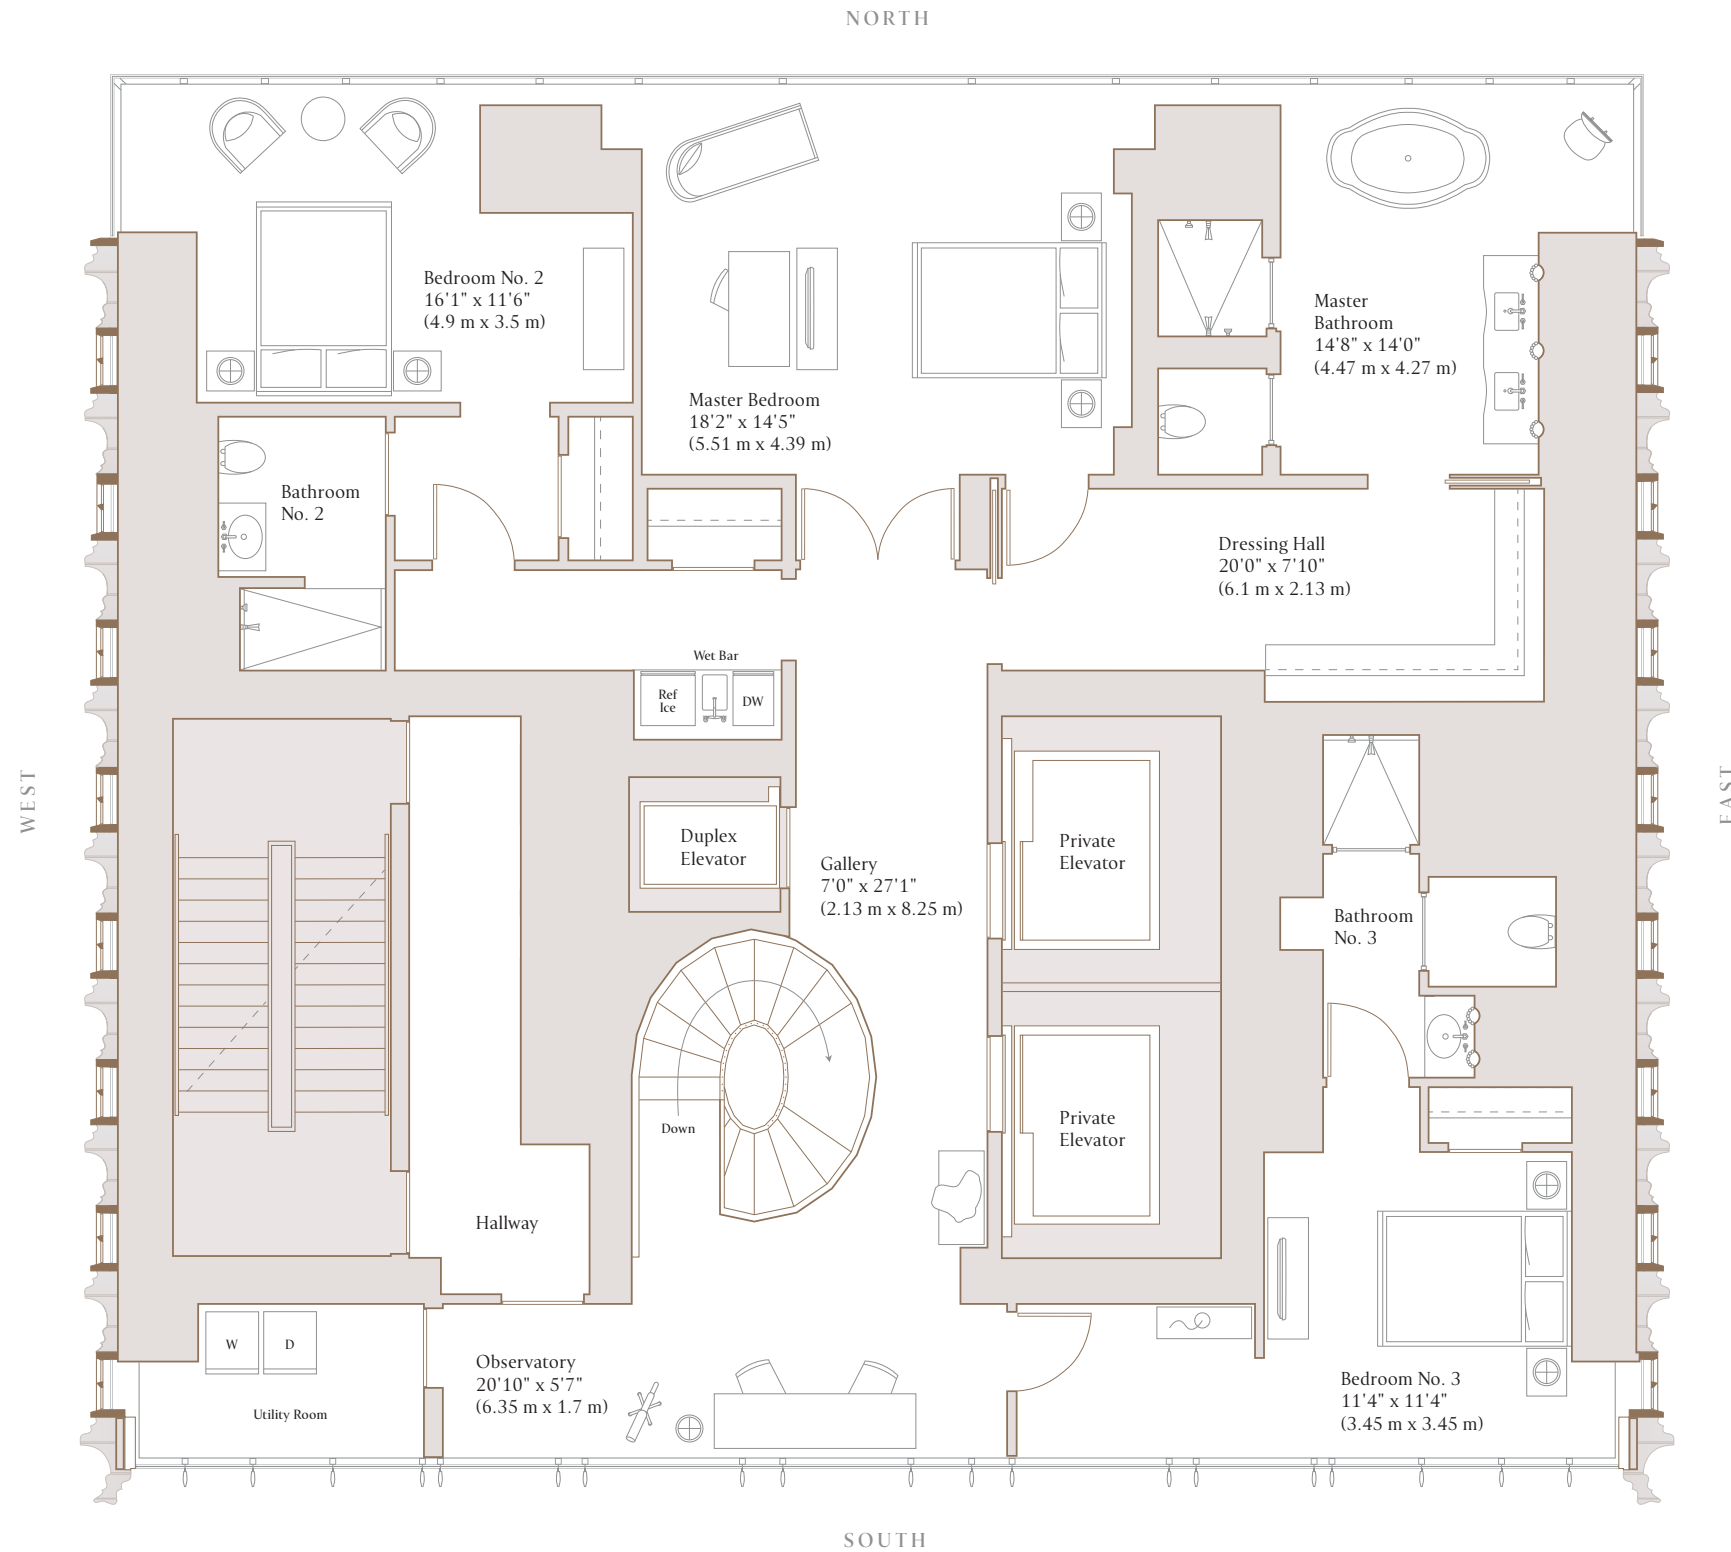 NORTH
Bedroom No. 2
16'1" x 11'6"
(4.9 m x 3.5 m)
Master
Bathroom
14'8" x 14'0"
(4.47 m x 4.27 m)
Master Bedroom
18'2" x 14'5"
(5.51 m x 4.39 m)
Bathroom
No. 2
Dressing Hall
20'0" x 7'10"
(6.1 m x 2.13 m)
Wet Bar
Ref
Ice
DW
WEST
EAST
Duplex
Elevator
Gallery
7'0" x 27'1"
(2.13 m x 8.25 m)
Private
Elevator
Bathroom
No. 3
Down
Private
Elevator
Hallway
W
D
Utility Room
Observatory
20'10" x 5'7"
(6.35 m x 1.7 m)
Bedroom No. 3
11'4" x 11'4"
(3.45 m x 3.45 m)
SOUTH